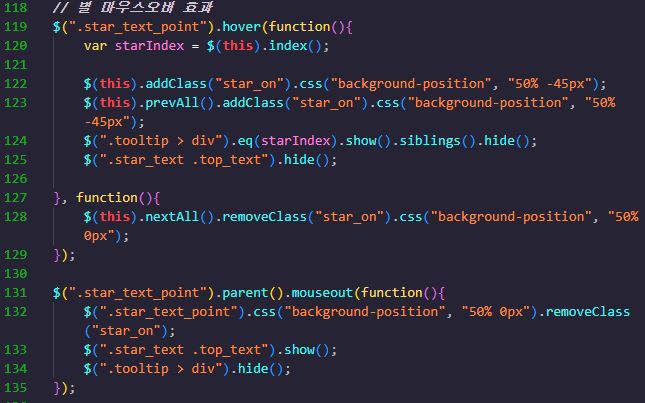 118 // 별 마우스오버 효과
119 $(".star_text_point").hover(function(){
120 var starIndex = $(this).index();
121
122 $(this).addClass("star_on").css("background-position", "50% -45px");
123 $(this).prevAll().addClass("star_on").css("background-position", "50%
-45px");
124 $(".tooltip > div").eq(starIndex).show().siblings().hide();
125 $(".star_text .top_text").hide();
126
127 }, function(){
128 $(this).nextAll().removeClass("star_on").css("background-position", "50%
0px");
129 });
130
131 $(".star_text_point").parent().mouseout(function(){
132 $(".star_text_point").css("background-position", "50% 0px").removeClass
("star_on");
133 $(".star_text .top_text").show();
134 $(".tooltip > div").hide();
135 });